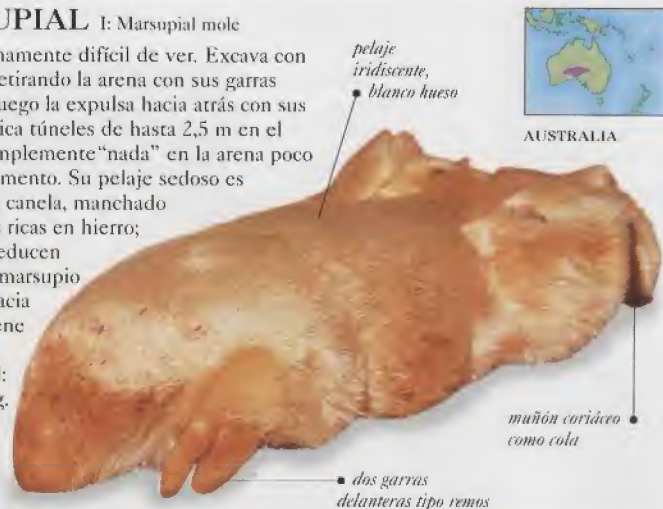 UPIAL I: Marsupial mole
namente difícil de ver. Excava con
etirando la arena con sus garras
uego la expulsa hacia atrás con sus
ica túneles de hasta 2,5 m en el
mplemente "nada" en la arena poco
mento. Su pelaje sedoso es
canela, manchado
s ricas en hierro;
educen
marsupio
acia
ene
l:
g.
pelaje
iridiscente,
blanco hueso
AUSTRALIA
muñón coriáceo
como cola
dos garras
delanteras tipo remos